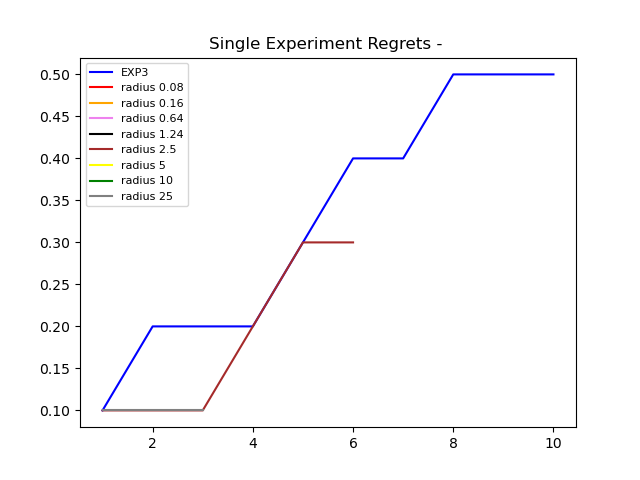 Single Experiment Regrets -
0.50
0.45
0.40
0.35
0.30
0.25
0.20
0.15
0.10
EXP3
radius 0.08
radius 0.16
radius 0.64
radius 1.24
radius 2.5
radius 5
radius 10
radius 25
2 4 6 8 10